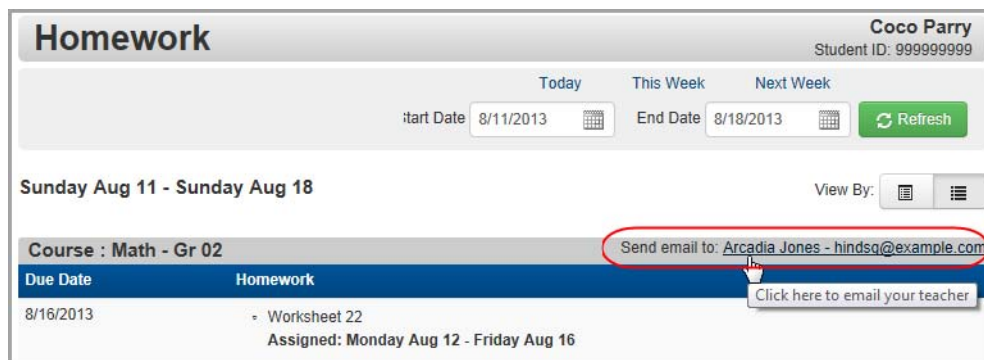 Homework
Coco Parry
Student ID: 999999999
Today This Week Next Week
tart Date 8/11/2013 End Date 8/18/2013 Refresh
Sunday Aug 11 - Sunday Aug 18
View By:
Course : Math - Gr 02
Send email to: Arcadia Jones - hindsq@example.com
Due Date Homework
Click here to email your teacher
8/16/2013 Worksheet 22
Assigned: Monday Aug 12 - Friday Aug 16